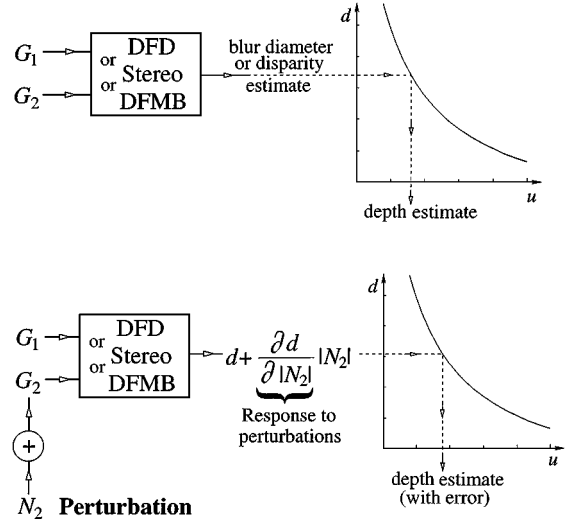 d
G₁
G₂
or DFD
or Stereo
DFMB
blur diameter
or disparity
estimate
u
depth estimate
d
G₁
G₂
or DFD
or Stereo
DFMB
d + ∂d / ∂|N₂| |N₂|
Response to
perturbations
+
u
depth estimate
(with error)
N₂ Perturbation